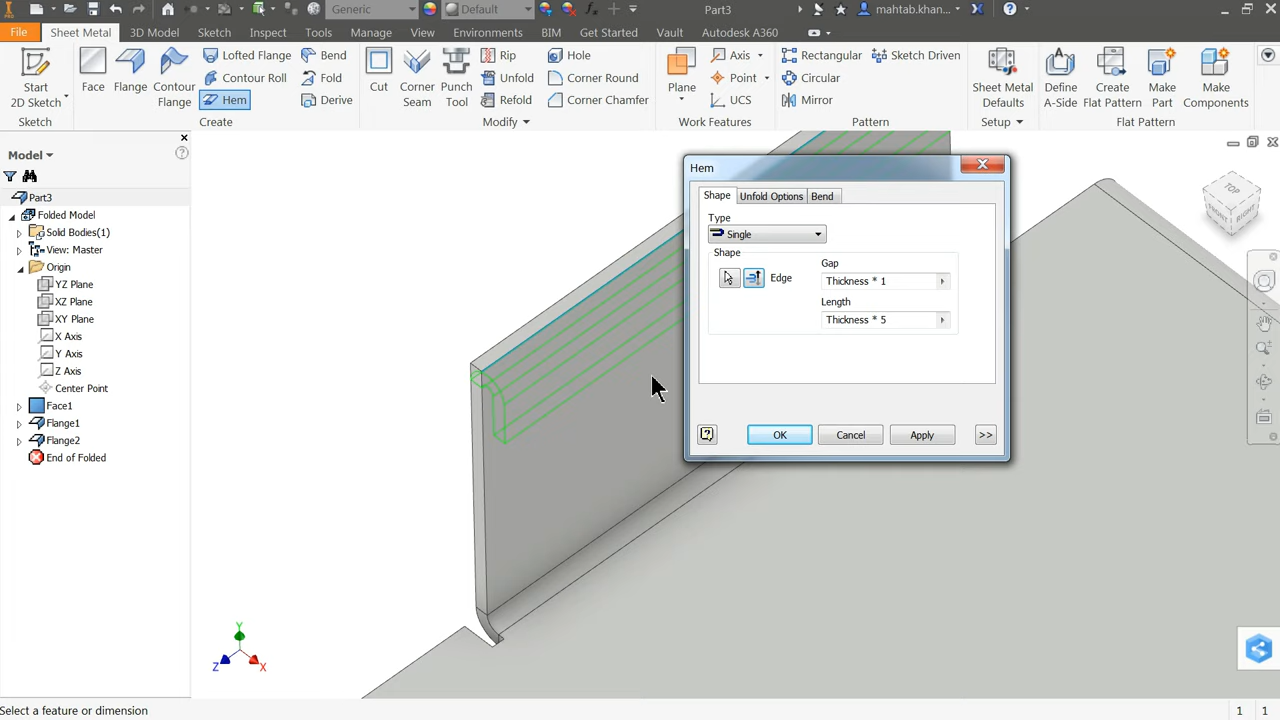 PRO
Generic
Default
Part3
mahtab.khan...
File
Sheet Metal
3D Model
Sketch
Inspect
Tools
Manage
View
Environments
BIM
Get Started
Vault
Autodesk A360
Start
2D Sketch
Face
Flange
Contour
Flange
Lofted Flange
Contour Roll
Hem
Bend
Fold
Derive
Cut
Corner
Seam
Punch
Tool
Rip
Unfold
Refold
Hole
Corner Round
Corner Chamfer
Plane
Axis
Point
UCS
Rectangular
Circular
Mirror
Sketch Driven
Sheet Metal
Defaults
Define
A-Side
Create
Flat Pattern
Make
Part
Make
Components
Sketch
Create
Modify
Work Features
Pattern
Setup
Flat Pattern
Model
Part3
Folded Model
Solid Bodies(1)
View: Master
Origin
YZ Plane
XZ Plane
XY Plane
X Axis
Y Axis
Z Axis
Center Point
Face1
Flange1
Flange2
End of Folded
Hem
Shape
Unfold Options
Bend
Type
Single
Shape
Edge
Gap
Thickness * 1
Length
Thickness * 5
OK
Cancel
Apply
>>
TOP
FRONT
RIGHT
Y
Z
X
Select a feature or dimension
1
1